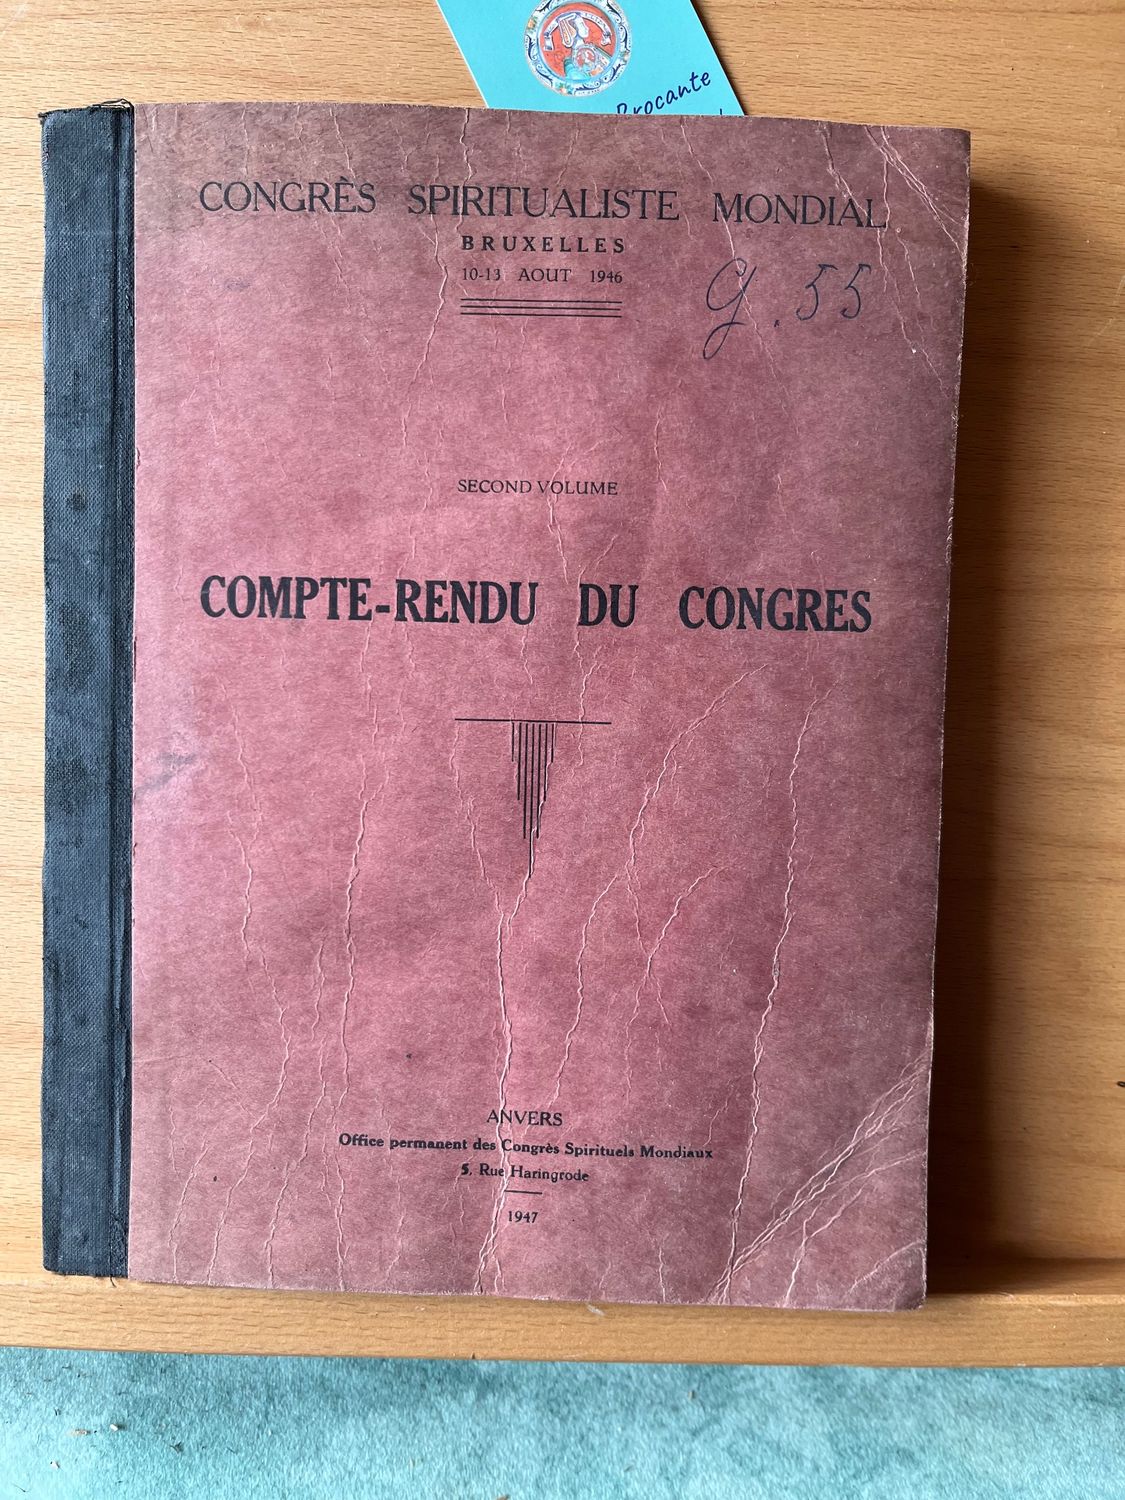 Brocante
CONGRÈS SPIRITUALISTE MONDIAL
BRUXELLES
10-13 AOUT 1946
G. 55
SECOND VOLUME
COMPTE-RENDU DU CONGRES
ANVERS
Office permanent des Congrès Spirituels Mondiaux
5, Rue Haringrode
1947